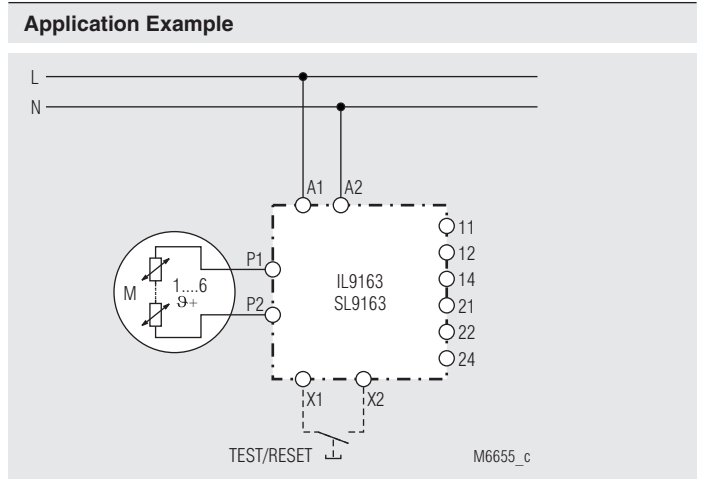 Application Example
L
N
A1 A2
P1
P2
M
1....6
ϑ+
IL9163
SL9163
11
12
14
21
22
24
X1 X2
TEST/RESET
M6655_c